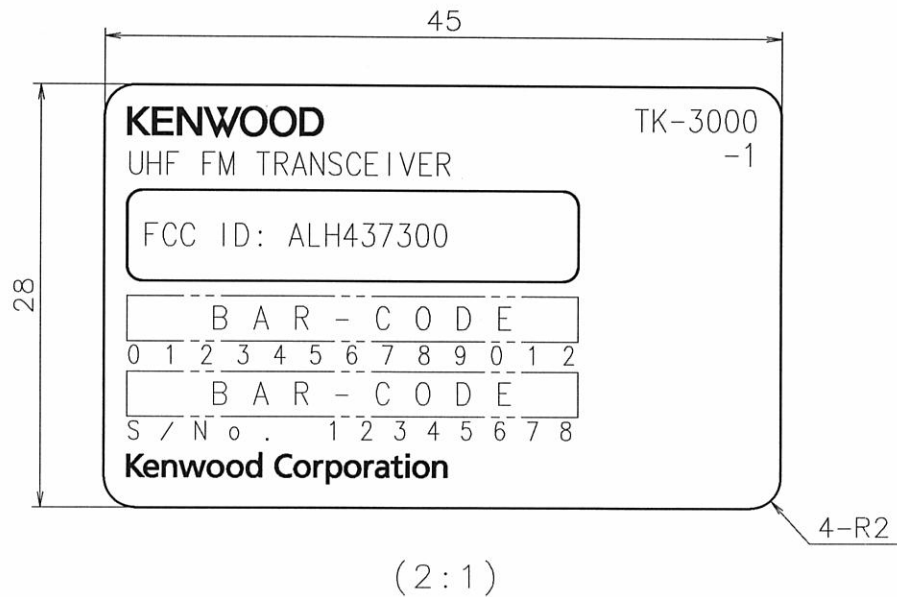 45
KENWOOD TK-3000
UHF FM TRANSCEIVER -1
28
FCC ID: ALH437300
BAR-CODE
0123456789012
BAR-CODE
S/No. 12345678
Kenwood Corporation
4-R2
(2:1)